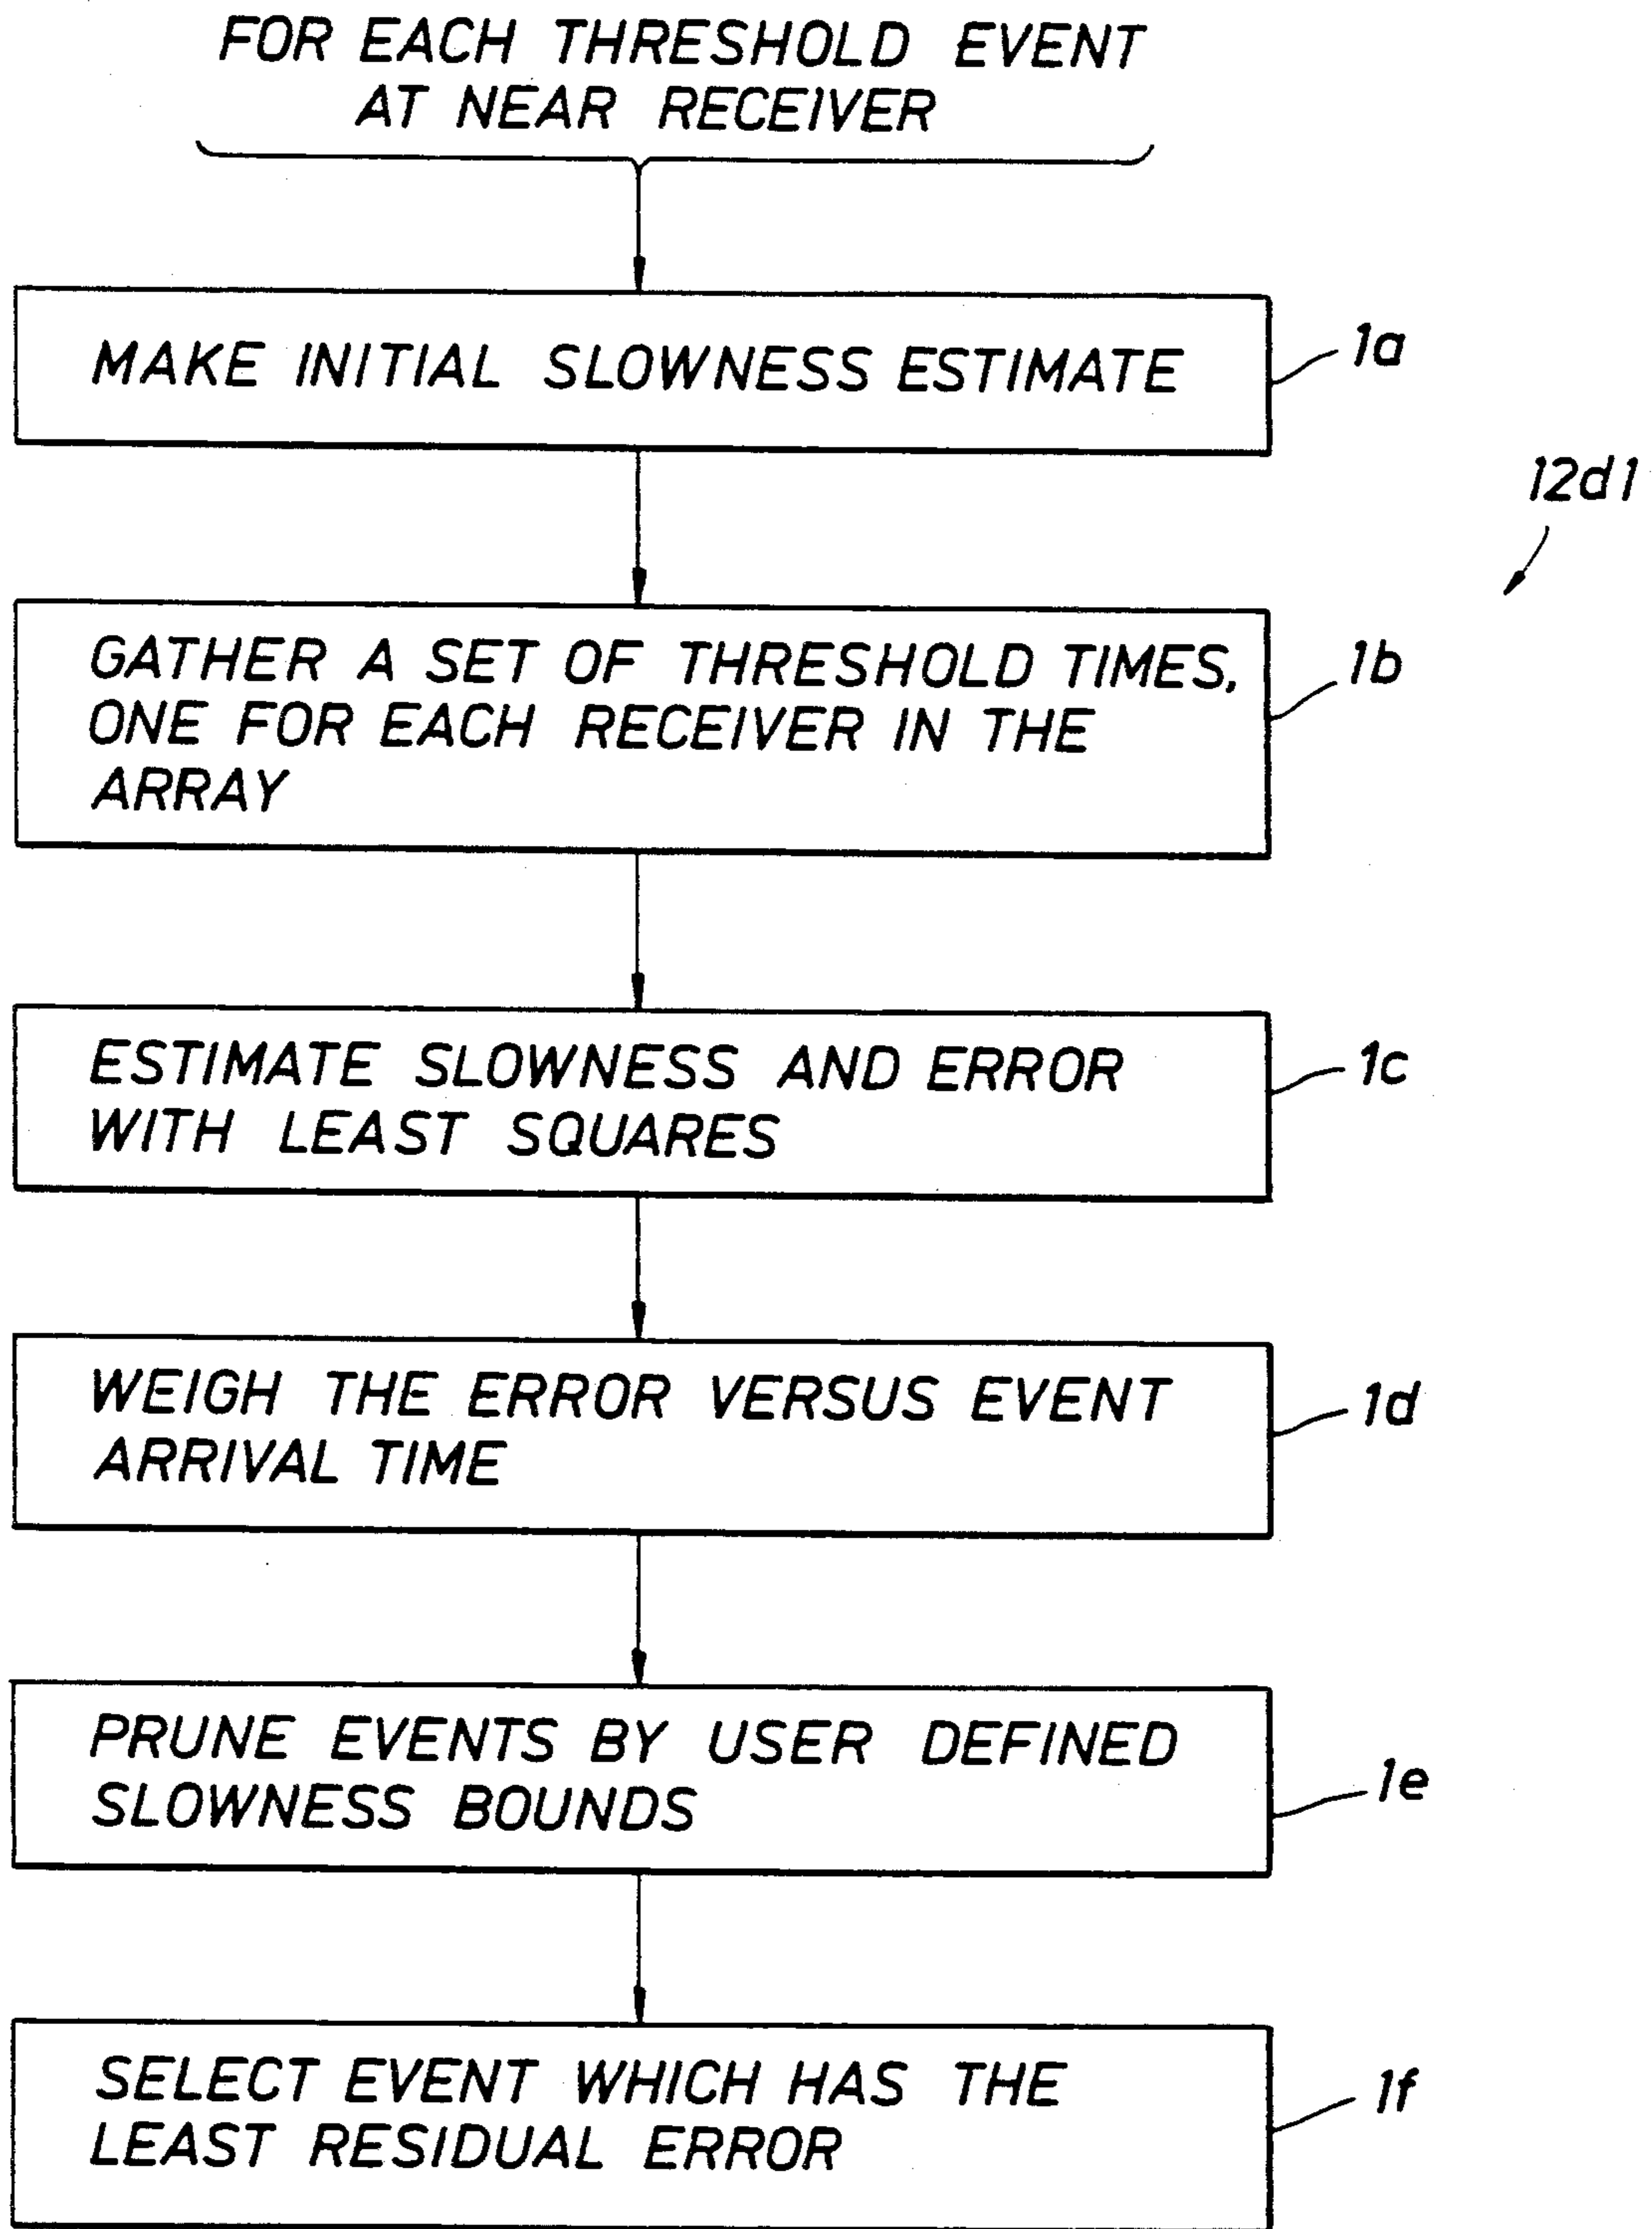 FOR EACH THRESHOLD EVENT
AT NEAR RECEIVER
MAKE INITIAL SLOWNESS ESTIMATE
1a
12d1
GATHER A SET OF THRESHOLD TIMES,
ONE FOR EACH RECEIVER IN THE
ARRAY
1b
ESTIMATE SLOWNESS AND ERROR
WITH LEAST SQUARES
1c
WEIGH THE ERROR VERSUS EVENT
ARRIVAL TIME
1d
PRUNE EVENTS BY USER DEFINED
SLOWNESS BOUNDS
1e
SELECT EVENT WHICH HAS THE
LEAST RESIDUAL ERROR
1f